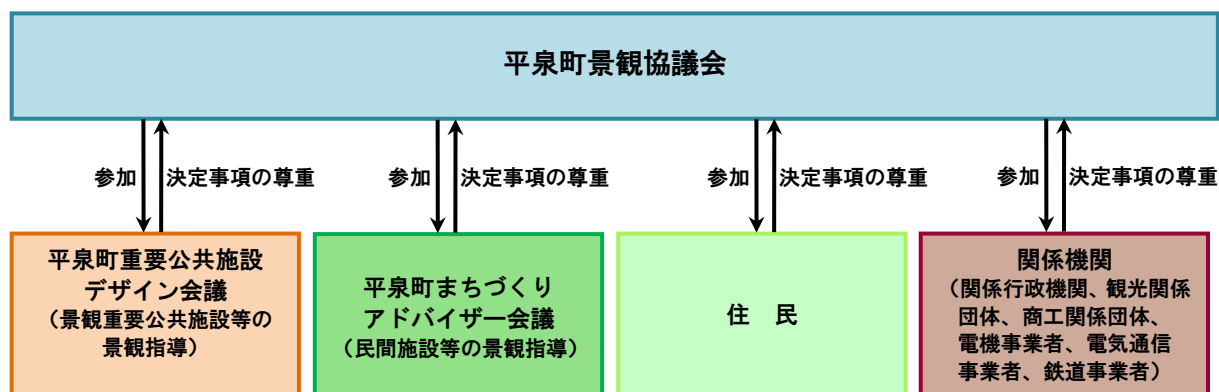 平泉町景観協議会
参加
決定事項の尊重
参加
決定事項の尊重
参加
決定事項の尊重
参加
決定事項の尊重
平泉町重要公共施設
デザイン会議
(景観重要公共施設等の
景観指導)
平泉町まちづくり
アドバイザー会議
(民間施設等の景観指導)
住 民
関係機関
(関係行政機関、観光関係
団体、商工関係団体、
電機事業者、電気通信
事業者、鉄道事業者)